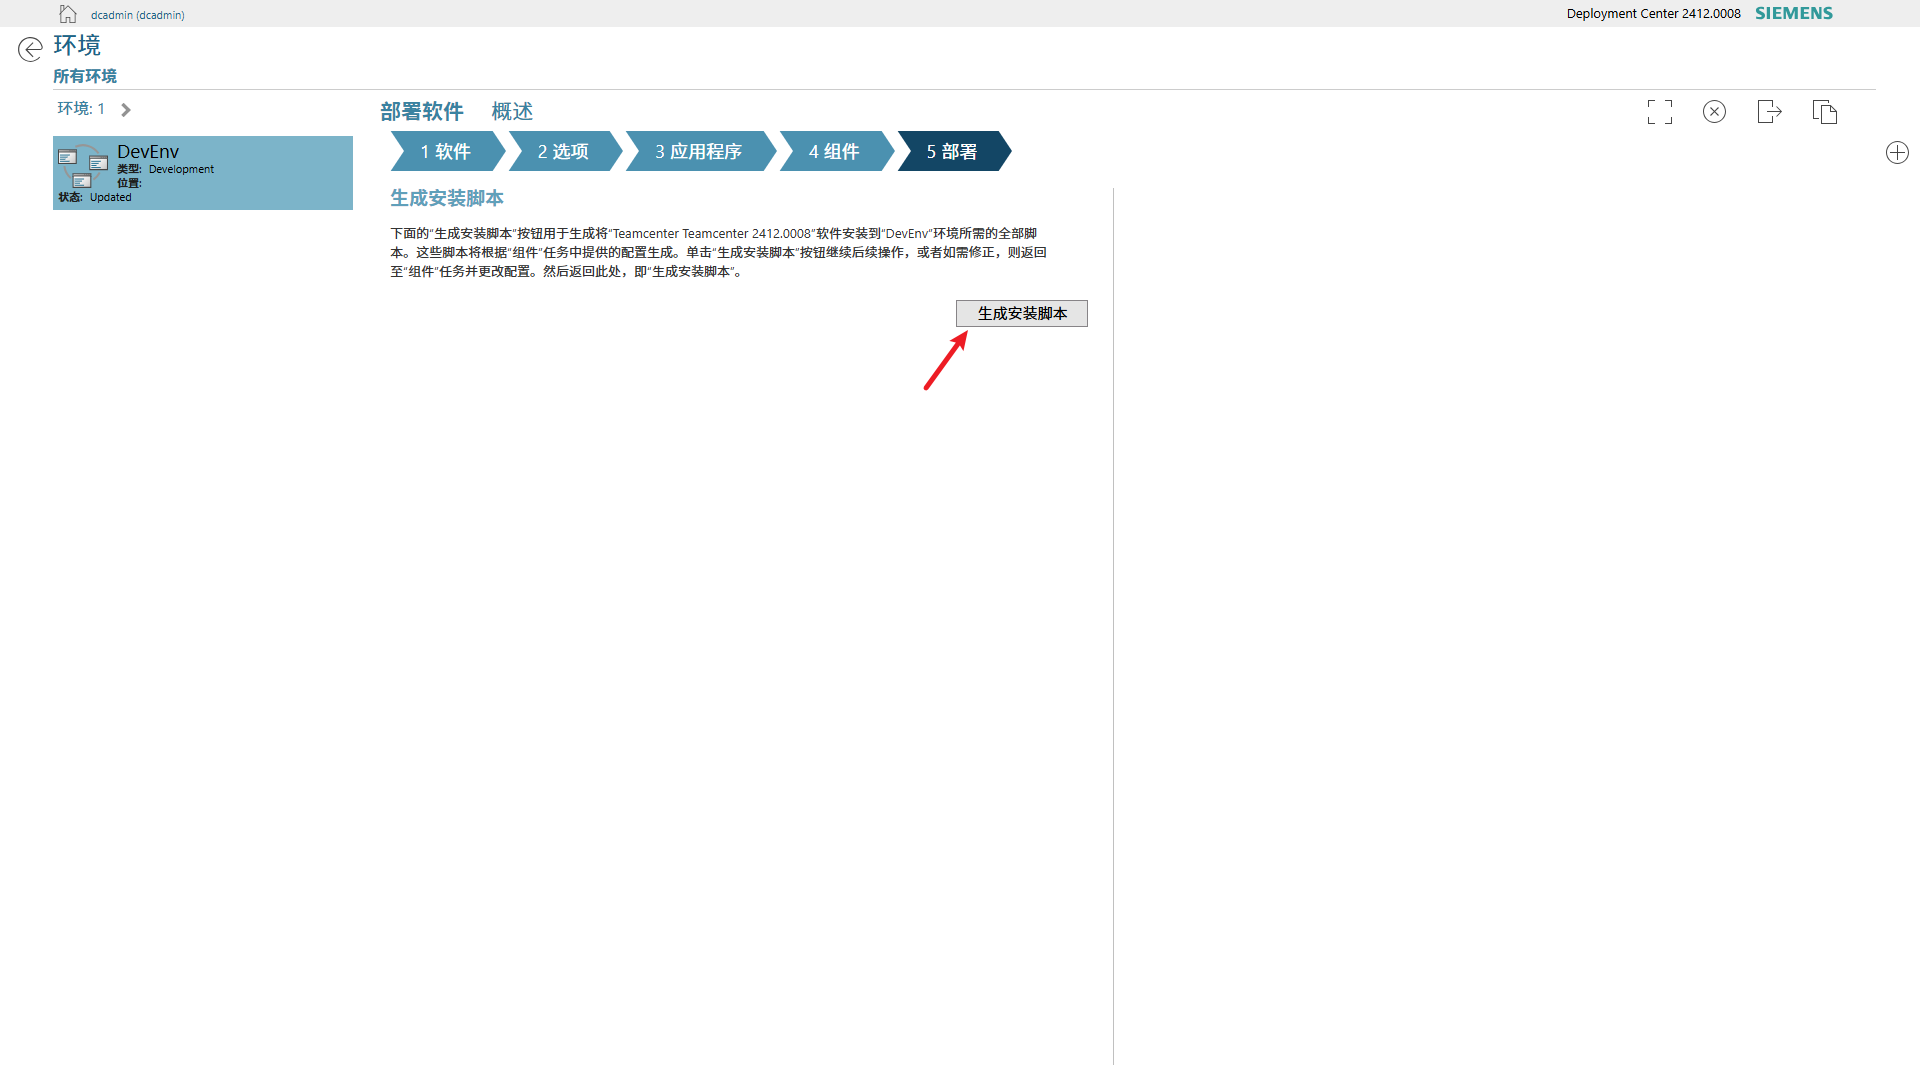 dcadmin (dcadmin)
Deployment Center 2412.0008 SIEMENS
环境
所有环境
环境: 1
部署软件 概述
DevEnv
类型: Development
位置:
状态: Updated
1 软件 2 选项 3 应用程序 4 组件 5 部署
生成安装脚本
下面的“生成安装脚本”按钮用于生成将“Teamcenter Teamcenter 2412.0008”软件安装到“DevEnv”环境所需的全部脚
本。这些脚本将根据“组件”任务中提供的配置生成。单击“生成安装脚本”按钮继续后续操作，或者如需修正，则返回
至“组件”任务并更改配置。然后返回此处，即“生成安装脚本”。
生成安装脚本